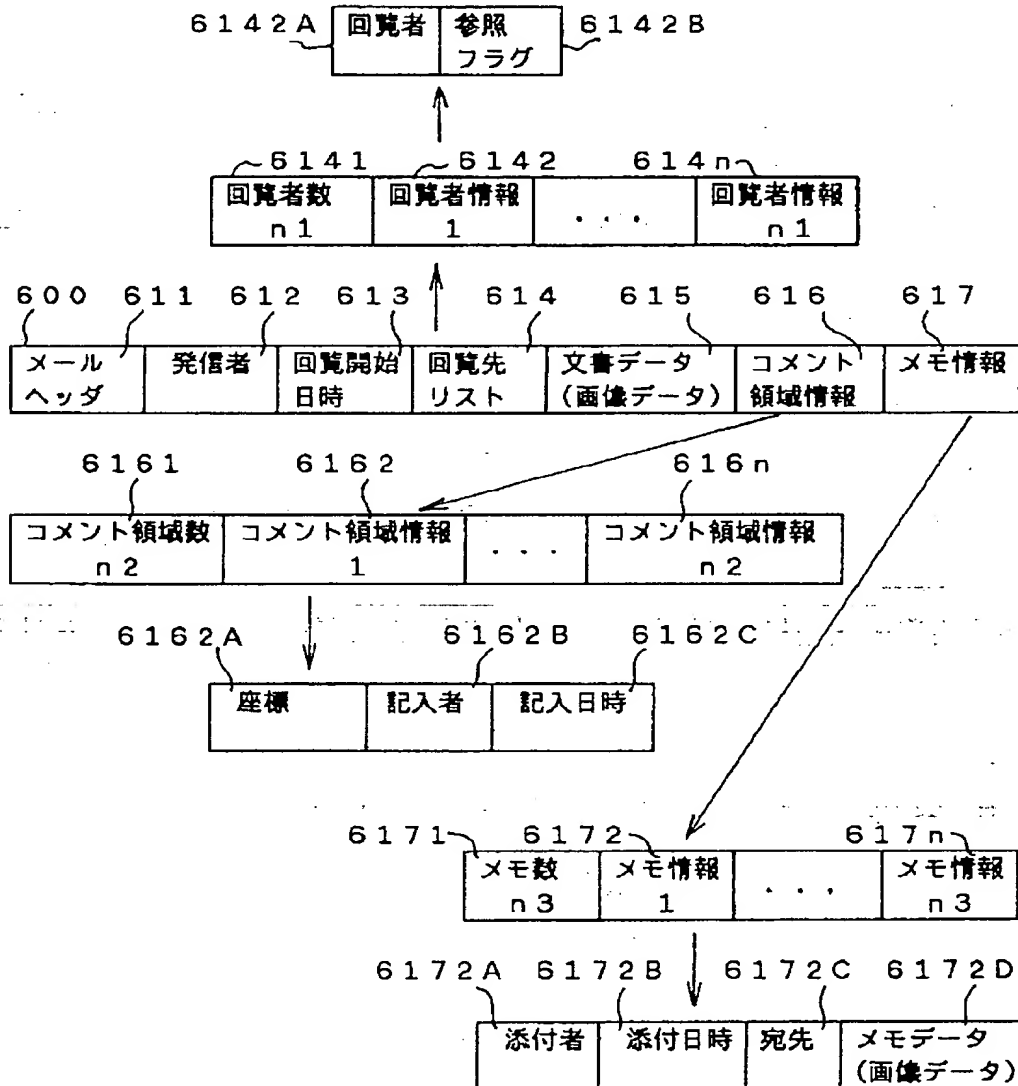 6142A 回覧者 参照 6142B
フラグ
6141 6142 614n
回覧者数 回覧者情報 ... 回覧者情報
n1 1 n1
600 611 612 613 614 615 616 617
メール 発信者 回覧開始 回覧先 文書データ コメント メモ情報
ヘッダ 日時 リスト (画像データ) 領域情報
6161 6162 616n
コメント領域数 コメント領域情報 ... コメント領域情報
n2 1 n2
6162A 6162B 6162C
座標 記入者 記入日時
6171 6172 617n
メモ数 メモ情報 ... メモ情報
n3 1 n3
6172A 6172B 6172C 6172D
添付者 添付日時 宛先 メモデータ
(画像データ)